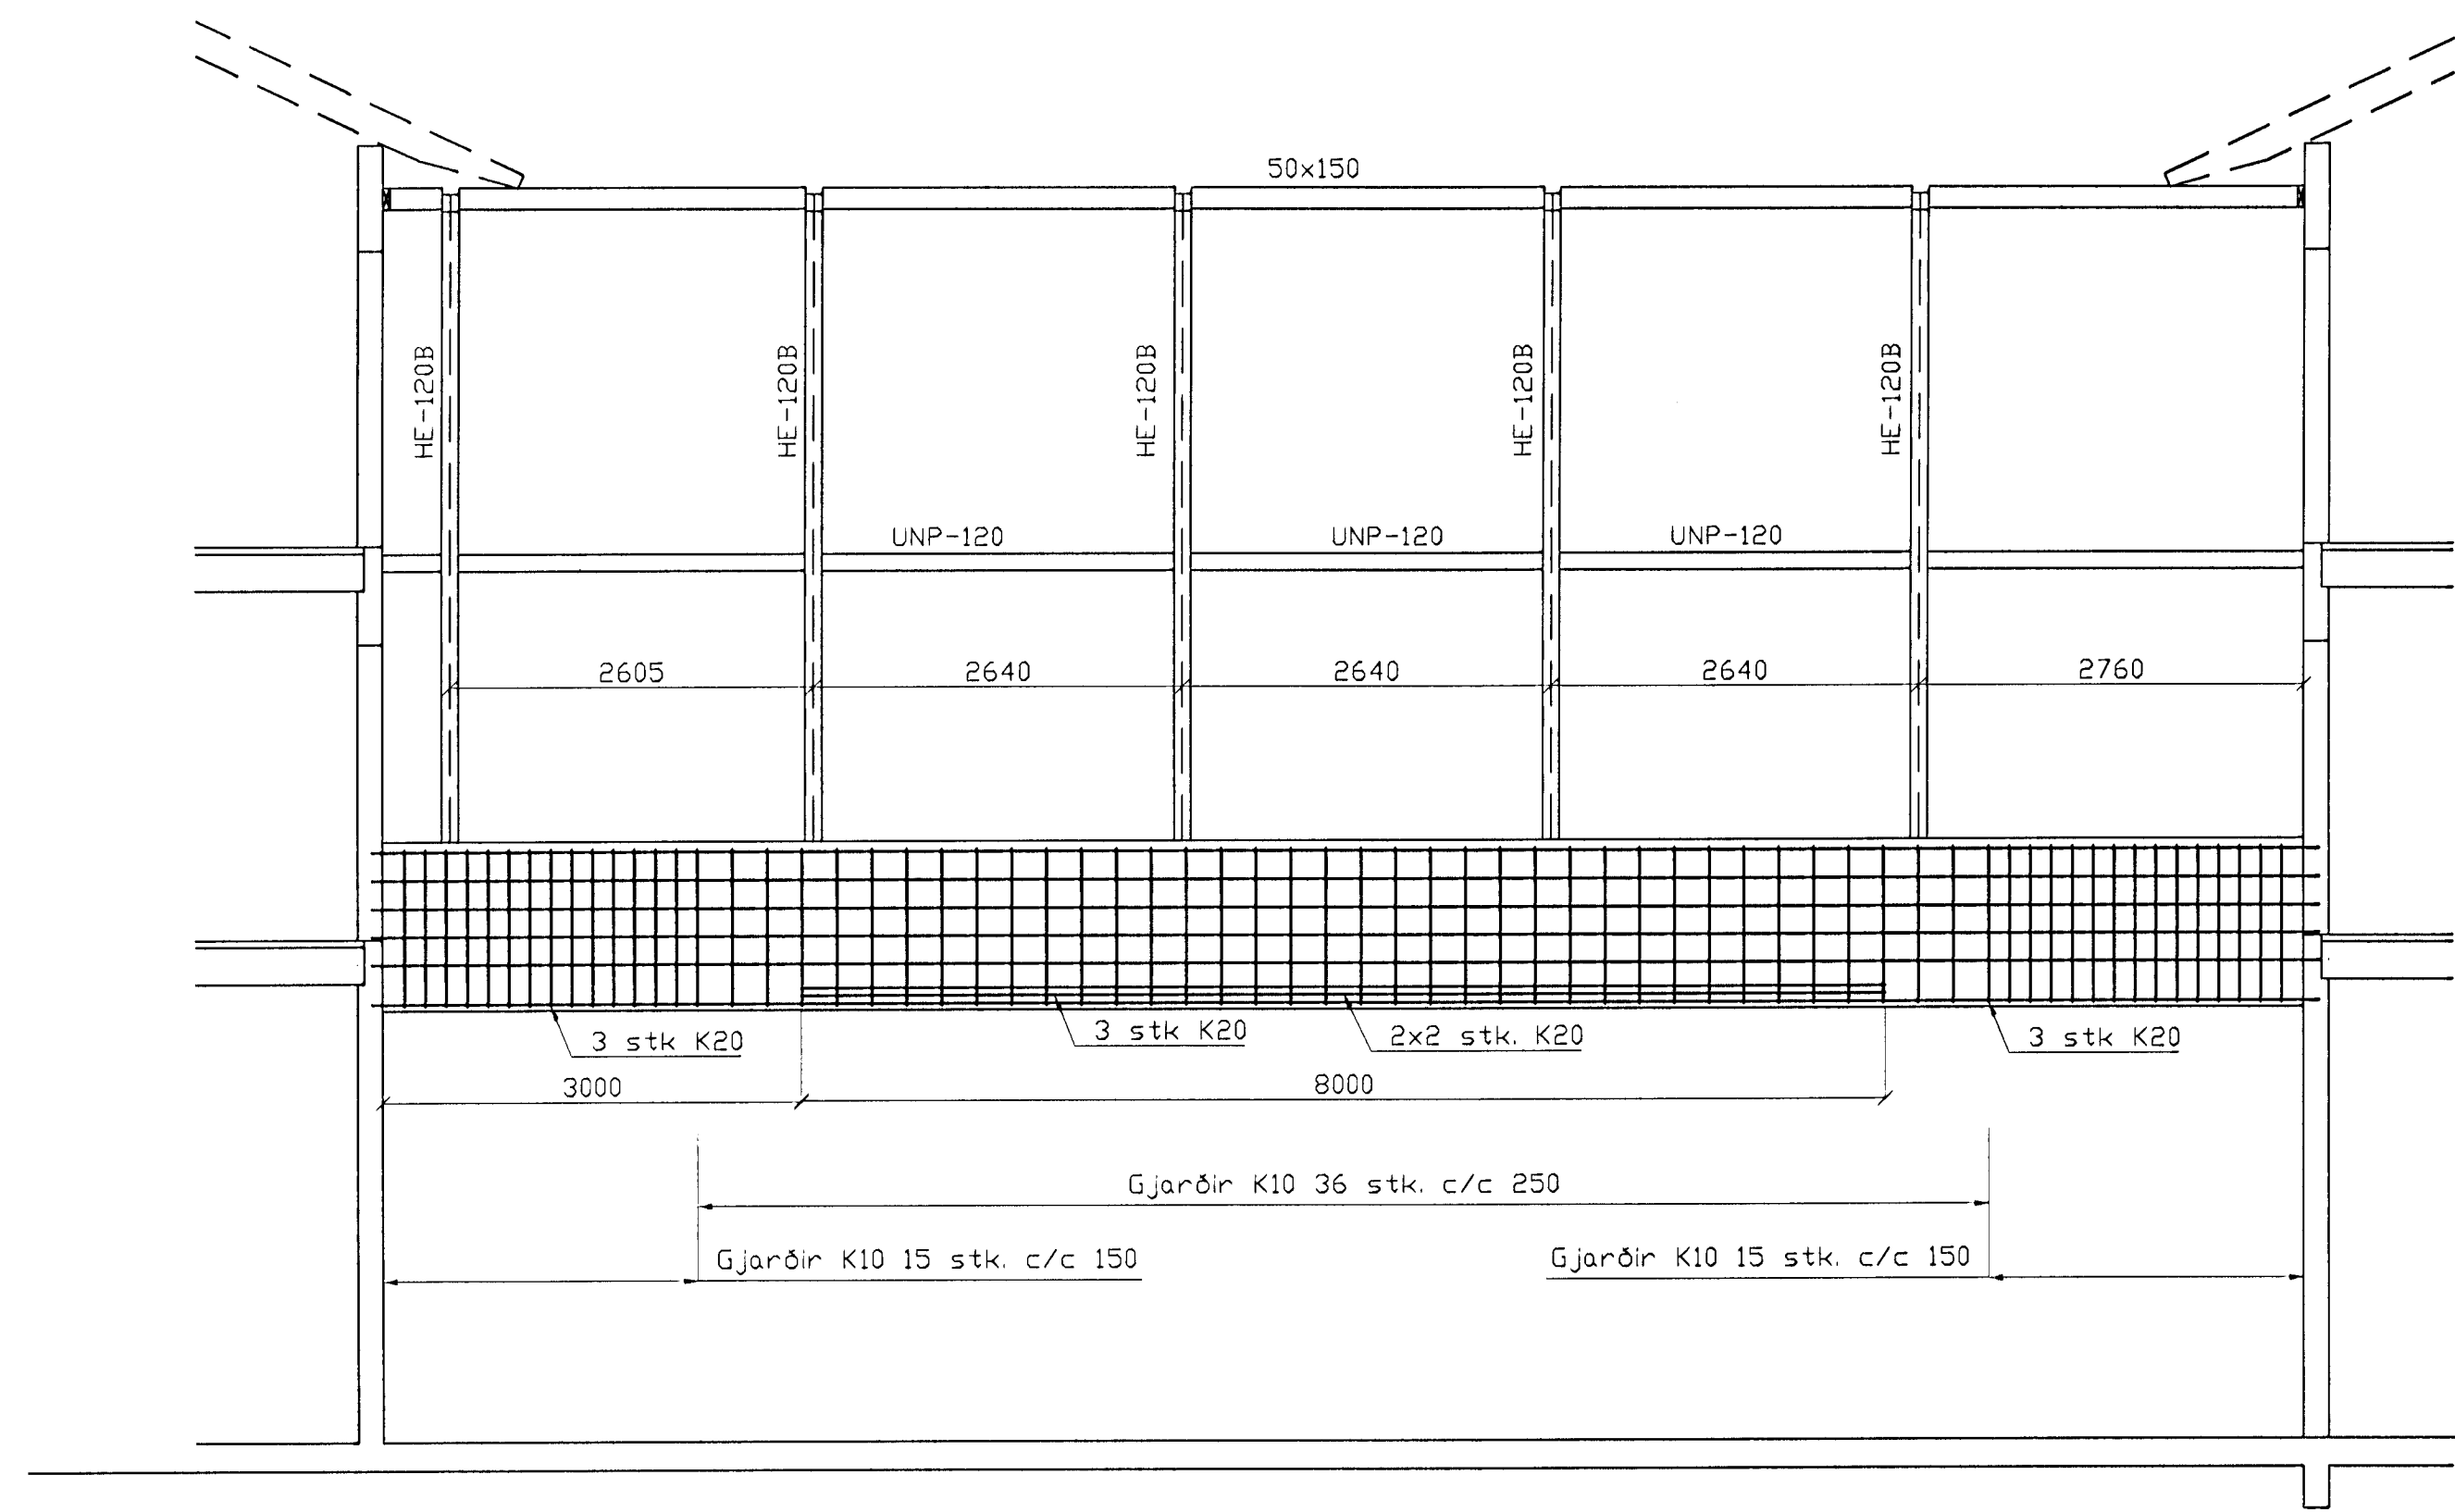 50x150
HE-120B
HE-120B
HE-120B
HE-120B
HE-120B
UNP-120
UNP-120
UNP-120
2605
2640
2640
2640
2760
3 stk K20
3 stk K20
2x2 stk. K20
3 stk K20
3000
8000
Gjarðir K10 36 stk. c/c 250
Gjarðir K10 15 stk. c/c 150
Gjarðir K10 15 stk. c/c 150